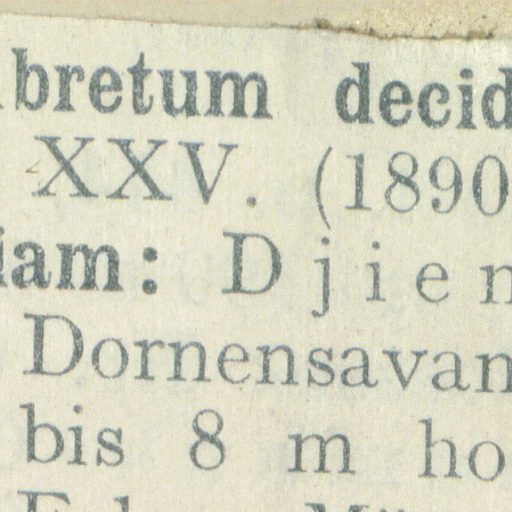 bretum decid
XXV. (1890
iam: Djien
Dornensavan
bis 8 m ho